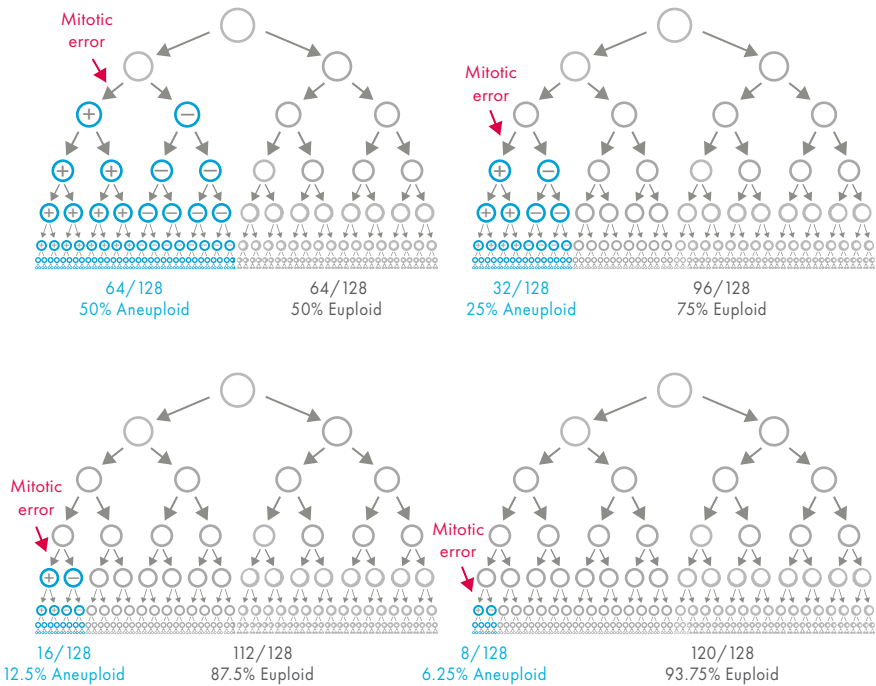 Mitotic
error
64/128
50% Aneuploid
64/128
50% Euploid
Mitotic
error
32/128
25% Aneuploid
96/128
75% Euploid
Mitotic
error
16/128
12.5% Aneuploid
112/128
87.5% Euploid
Mitotic
error
8/128
6.25% Aneuploid
120/128
93.75% Euploid